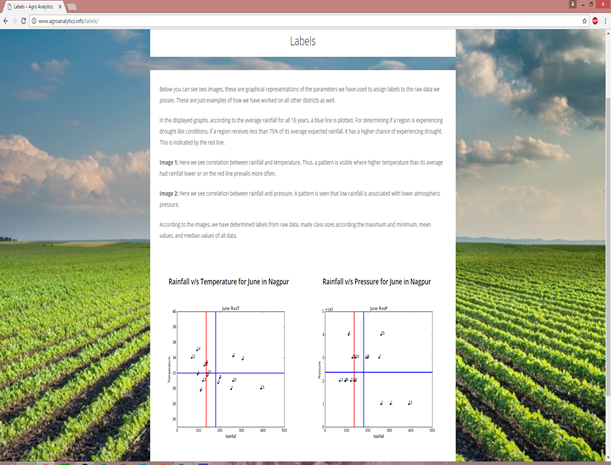 Labels – Agro Analytics
www.agroanalytics.info/labels/
Labels
Below you can see two images, these are graphical representations of the parameters we have used to assign labels to the raw data we
posses. These are just examples of how we have worked on all other districts as well.
In the displayed graphs, according to the average rainfall for all 16 years, a blue line is plotted. For determining if a region is experiencing
drought like conditions, if a region receives less than 75% of its average expected rainfall, it has a higher chance of experiencing drought.
This is indicated by the red line.
Image 1: Here we see correlation between rainfall and temperature. Thus, a pattern is visible where higher temperature than its average
had rainfall lower or on the red line prevails more often.
Image 2: Here we see correlation between rainfall and pressure. A pattern is seen that low rainfall is associated with lower atmospheric
pressure.
According to the images, we have determined labels from raw data, made class sizes according the maximum and minimum, mean
values, and median values of all data.
Rainfall v/s Temperature for June in Nagpur
Rainfall v/s Pressure for June in Nagpur
June RvsT
June RvsP
Temperature
Pressure
0 100 200 300 400 500
0 100 200 300 400 500
Rainfall
Rainfall